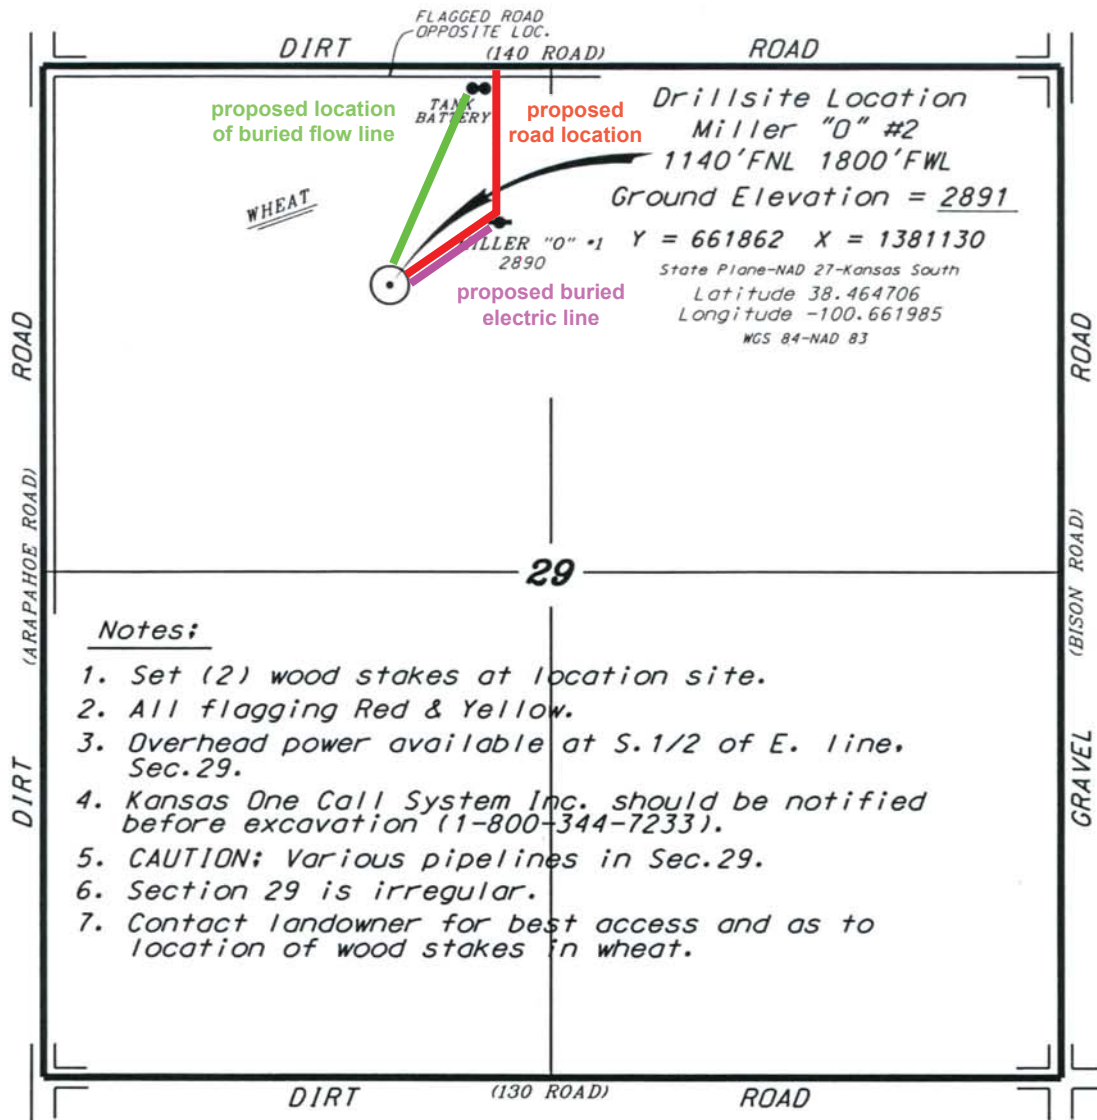 FLAGGED ROAD
OPPOSITE LOC.
DIRT (140 ROAD) ROAD
proposed location
of buried flow line
TANK
BATTERY
proposed
road location
Drillsite Location
Miller "O" #2
1140'FNL 1800'FWL
Ground Elevation = 2891
WHEAT
MILLER "O" #1
2890
Y = 661862 X = 1381130
State Plane-NAD 27-Kansas South
Latitude 38.464706
Longitude -100.661985
WGS 84-NAD 83
proposed buried
electric line
ROAD
(ARAPAHOE ROAD)
DIRT
ROAD
(BISON ROAD)
GRAVEL
29
Notes:
1. Set (2) wood stakes at location site.
2. All flagging Red & Yellow.
3. Overhead power available at S.1/2 of E. line,
Sec.29.
4. Kansas One Call System Inc. should be notified
before excavation (1-800-344-7233).
5. CAUTION: Various pipelines in Sec.29.
6. Section 29 is irregular.
7. Contact landowner for best access and as to
location of wood stakes in wheat.
DIRT (130 ROAD) ROAD